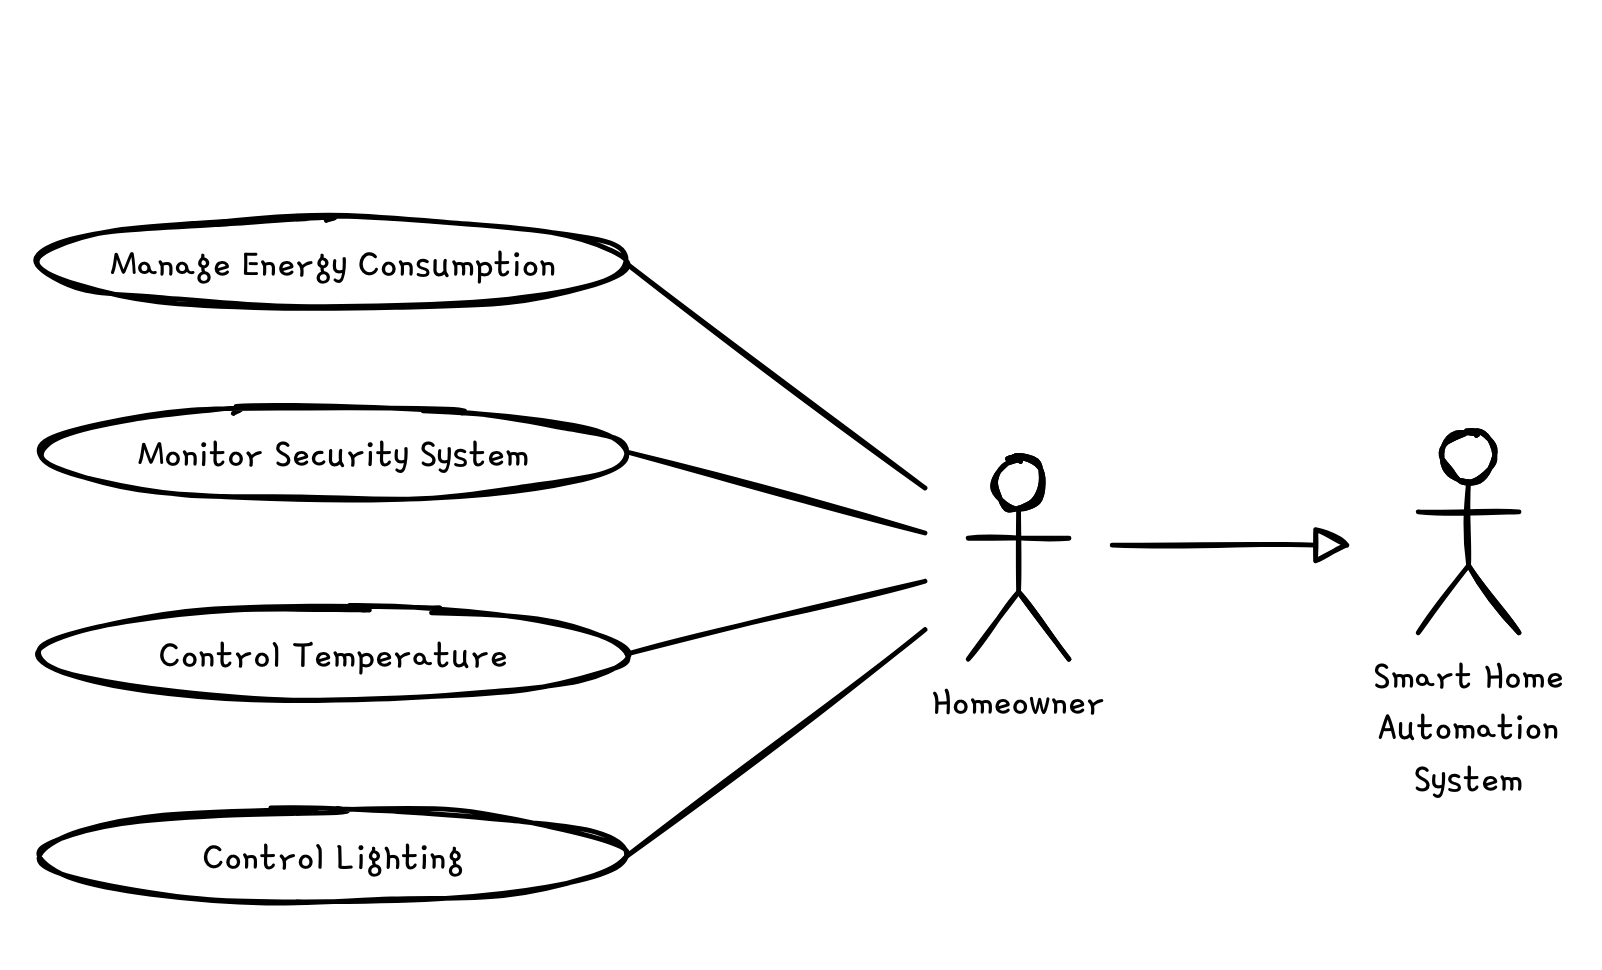 Manage Energy Consumption
Monitor Security System
Control Temperature
Control Lighting
Homeowner
Smart Home
Automation
System